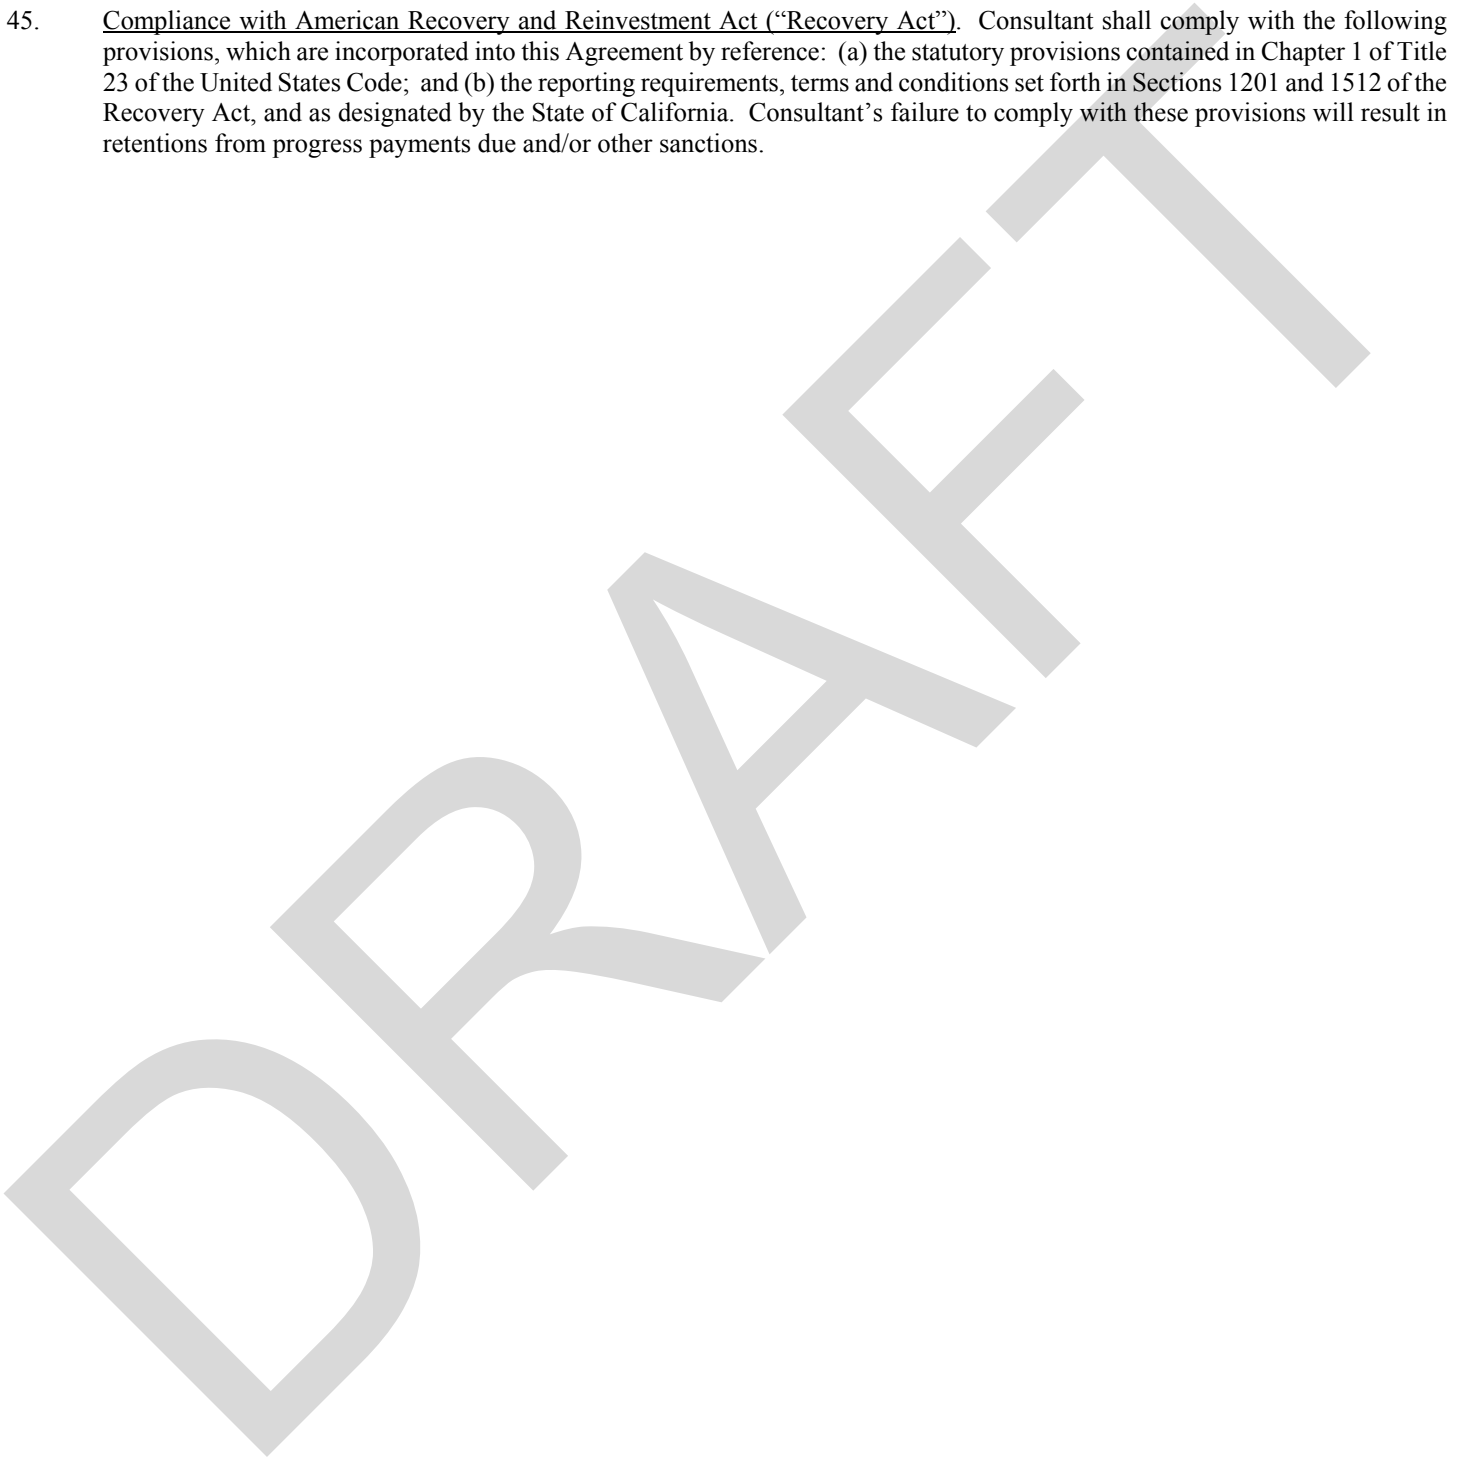 45. Compliance with American Recovery and Reinvestment Act (“Recovery Act”). Consultant shall comply with the following
provisions, which are incorporated into this Agreement by reference: (a) the statutory provisions contained in Chapter 1 of Title
23 of the United States Code; and (b) the reporting requirements, terms and conditions set forth in Sections 1201 and 1512 of the
Recovery Act, and as designated by the State of California. Consultant’s failure to comply with these provisions will result in
retentions from progress payments due and/or other sanctions.
DRAFT